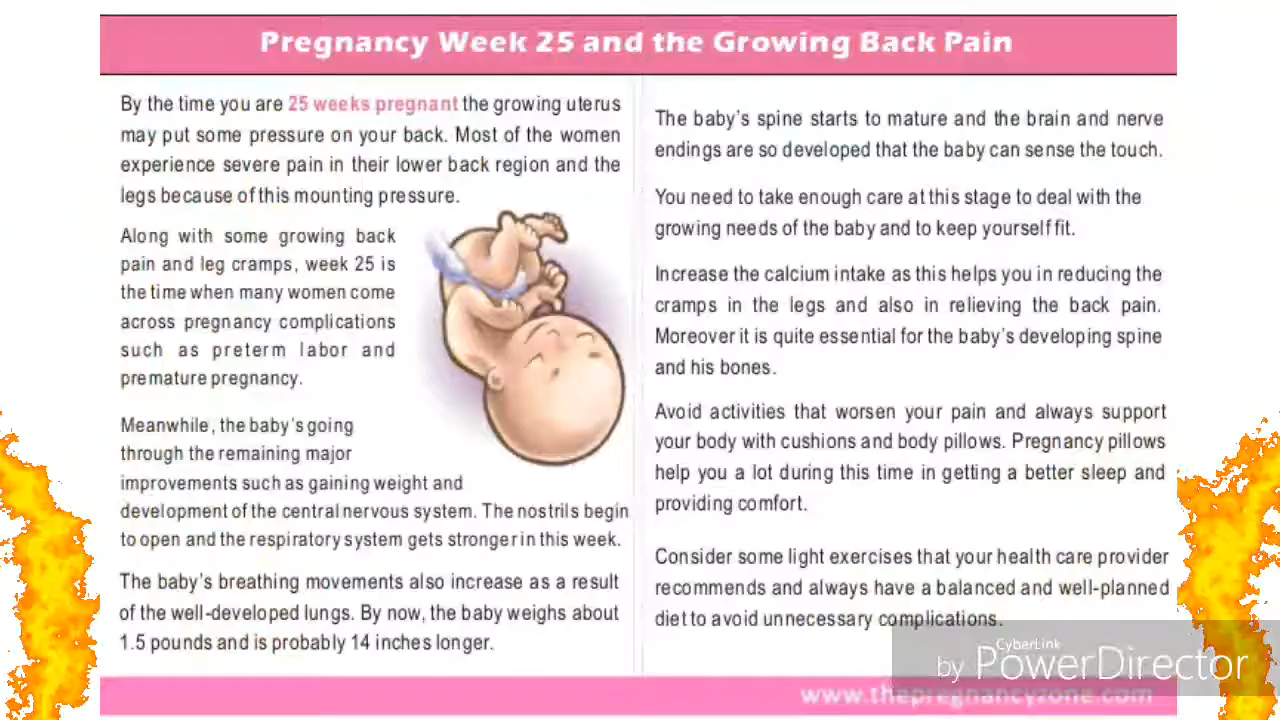 Pregnancy Week 25 and the Growing Back Pain
By the time you are 25 weeks pregnant the growing uterus
may put some pressure on your back. Most of the women
experience severe pain in their lower back region and the
legs because of this mounting pressure.
Along with some growing back
pain and leg cramps, week 25 is
the time when many women come
across pregnancy complications
such as preterm labor and
premature pregnancy.
Meanwhile, the baby's going
through the remaining major
improvements such as gaining weight and
development of the central nervous system. The nostrils begin
to open and the respiratory system gets stronger in this week.
The baby's breathing movements also increase as a result
of the well-developed lungs. By now, the baby weighs about
1.5 pounds and is probably 14 inches longer.
The baby's spine starts to mature and the brain and nerve
endings are so developed that the baby can sense the touch.
You need to take enough care at this stage to deal with the
growing needs of the baby and to keep yourself fit.
Increase the calcium intake as this helps you in reducing the
cramps in the legs and also in relieving the back pain.
Moreover it is quite essential for the baby's developing spine
and his bones.
Avoid activities that worsen your pain and always support
your body with cushions and body pillows. Pregnancy pillows
help you a lot during this time in getting a better sleep and
providing comfort.
Consider some light exercises that your health care provider
recommends and always have a balanced and well-planned
diet to avoid unnecessary complications.
CyberLink
by PowerDirector
www.thepregnancyzone.com